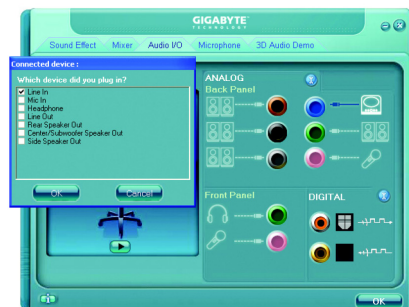 GIGABYTE
TECHNOLOGY
Sound Effect Mixer Audio I/O Microphone 3D Audio Demo
Connected device :
Which device did you plug in?
Line In
Mic In
Headphone
Line Out
Rear Speaker Out
Center/Subwoofer Speaker Out
Side Speaker Out
OK Cancel
ANALOG
Back Panel
Front Panel
DIGITAL
OK